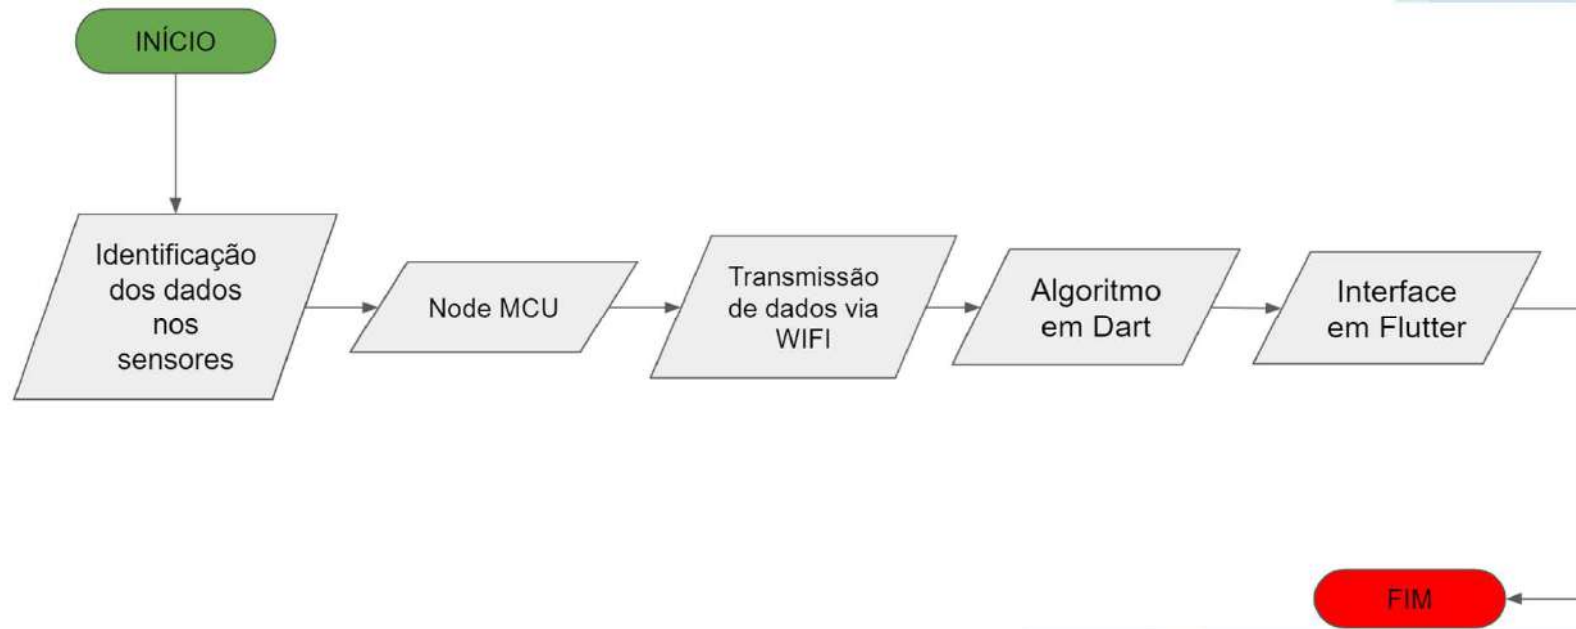 INÍCIO
Identificação
dos dados
nos
sensores
Node MCU
Transmissão
de dados via
WIFI
Algoritmo
em Dart
Interface
em Flutter
FIM